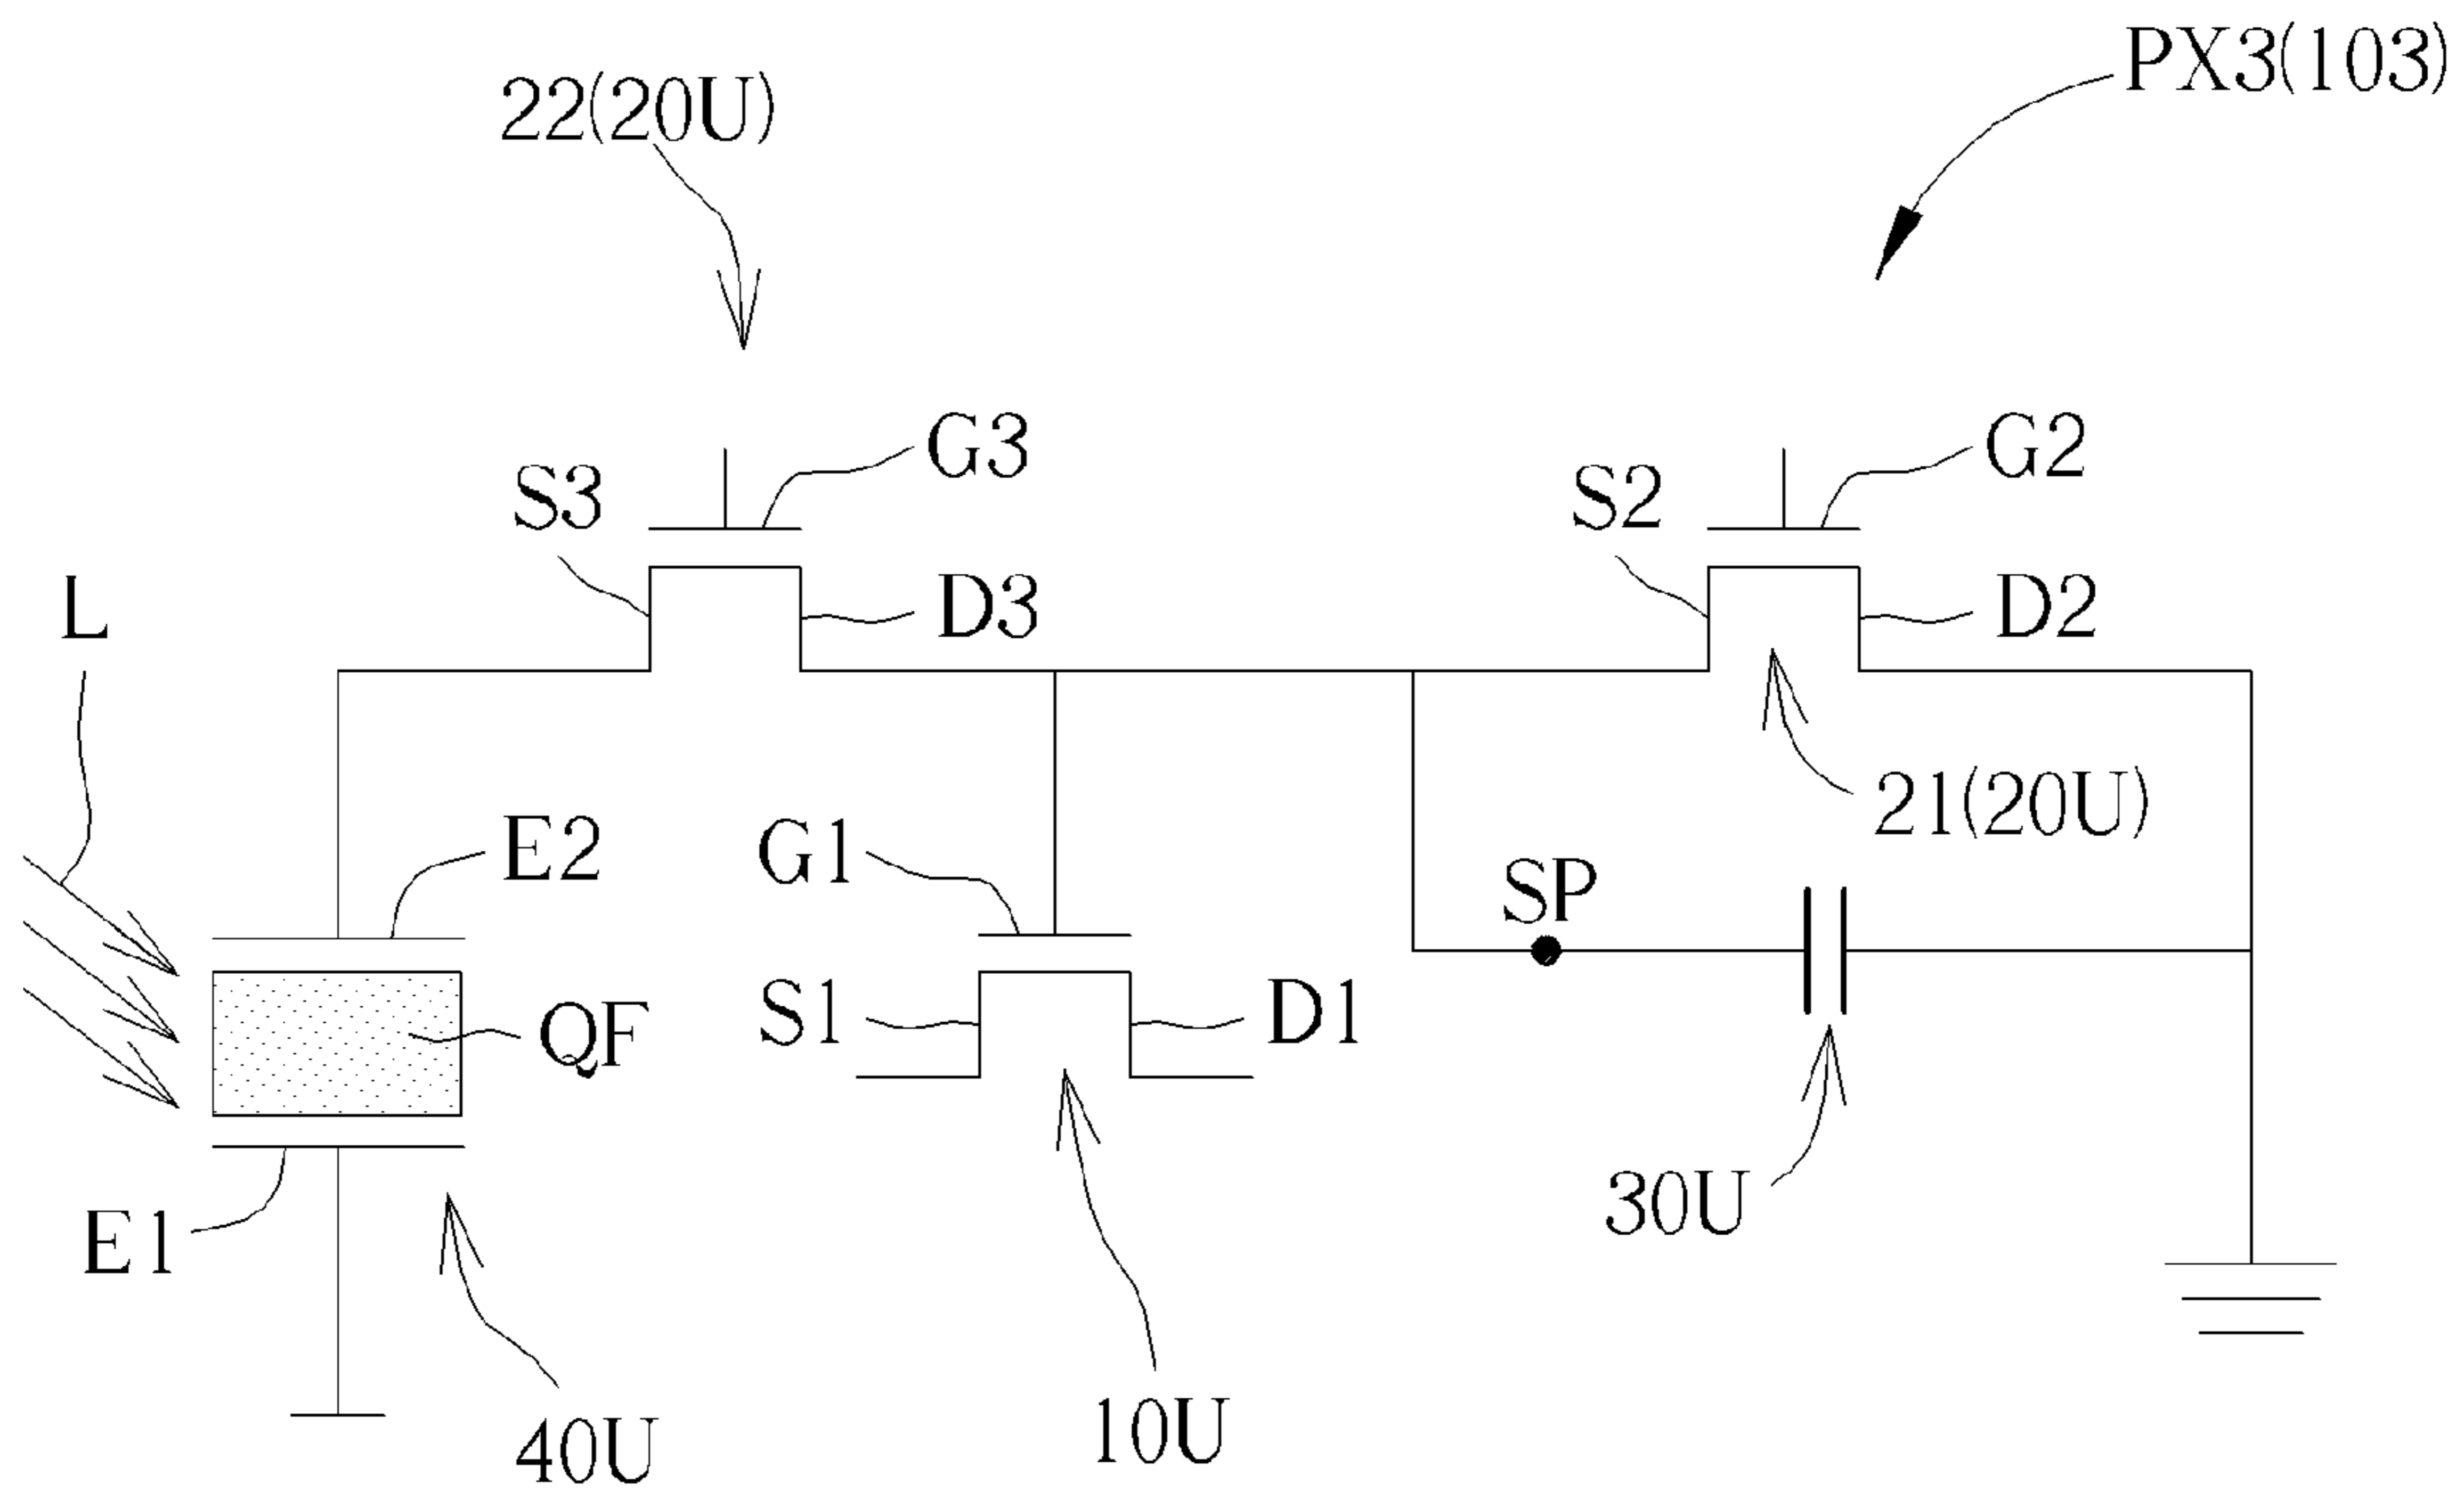 PX3(103)
22(20U)
G3
G2
S3
S2
L
D3
D2
21(20U)
E2
G1
SP
QF
S1
D1
30U
E1
10U
40U